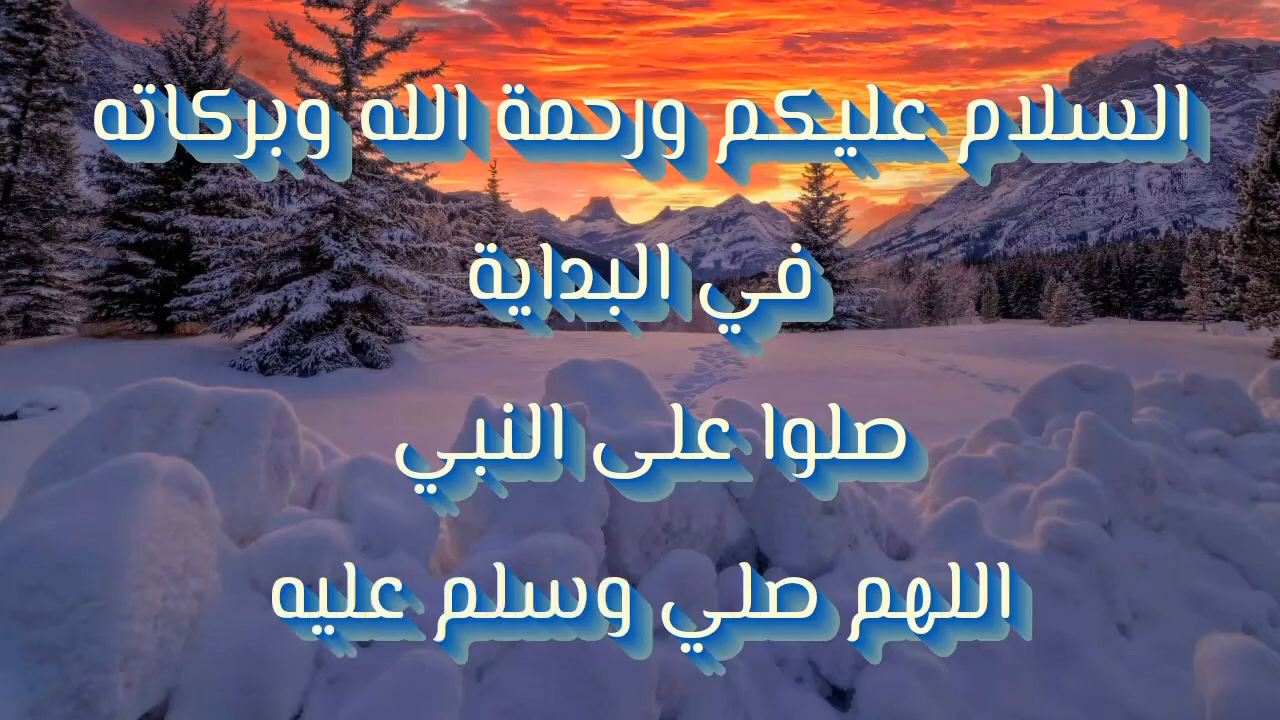 السلام عليكم ورحمة الله وبركاته
في البداية
صلوا على النبي
اللهم صلي وسلم عليه